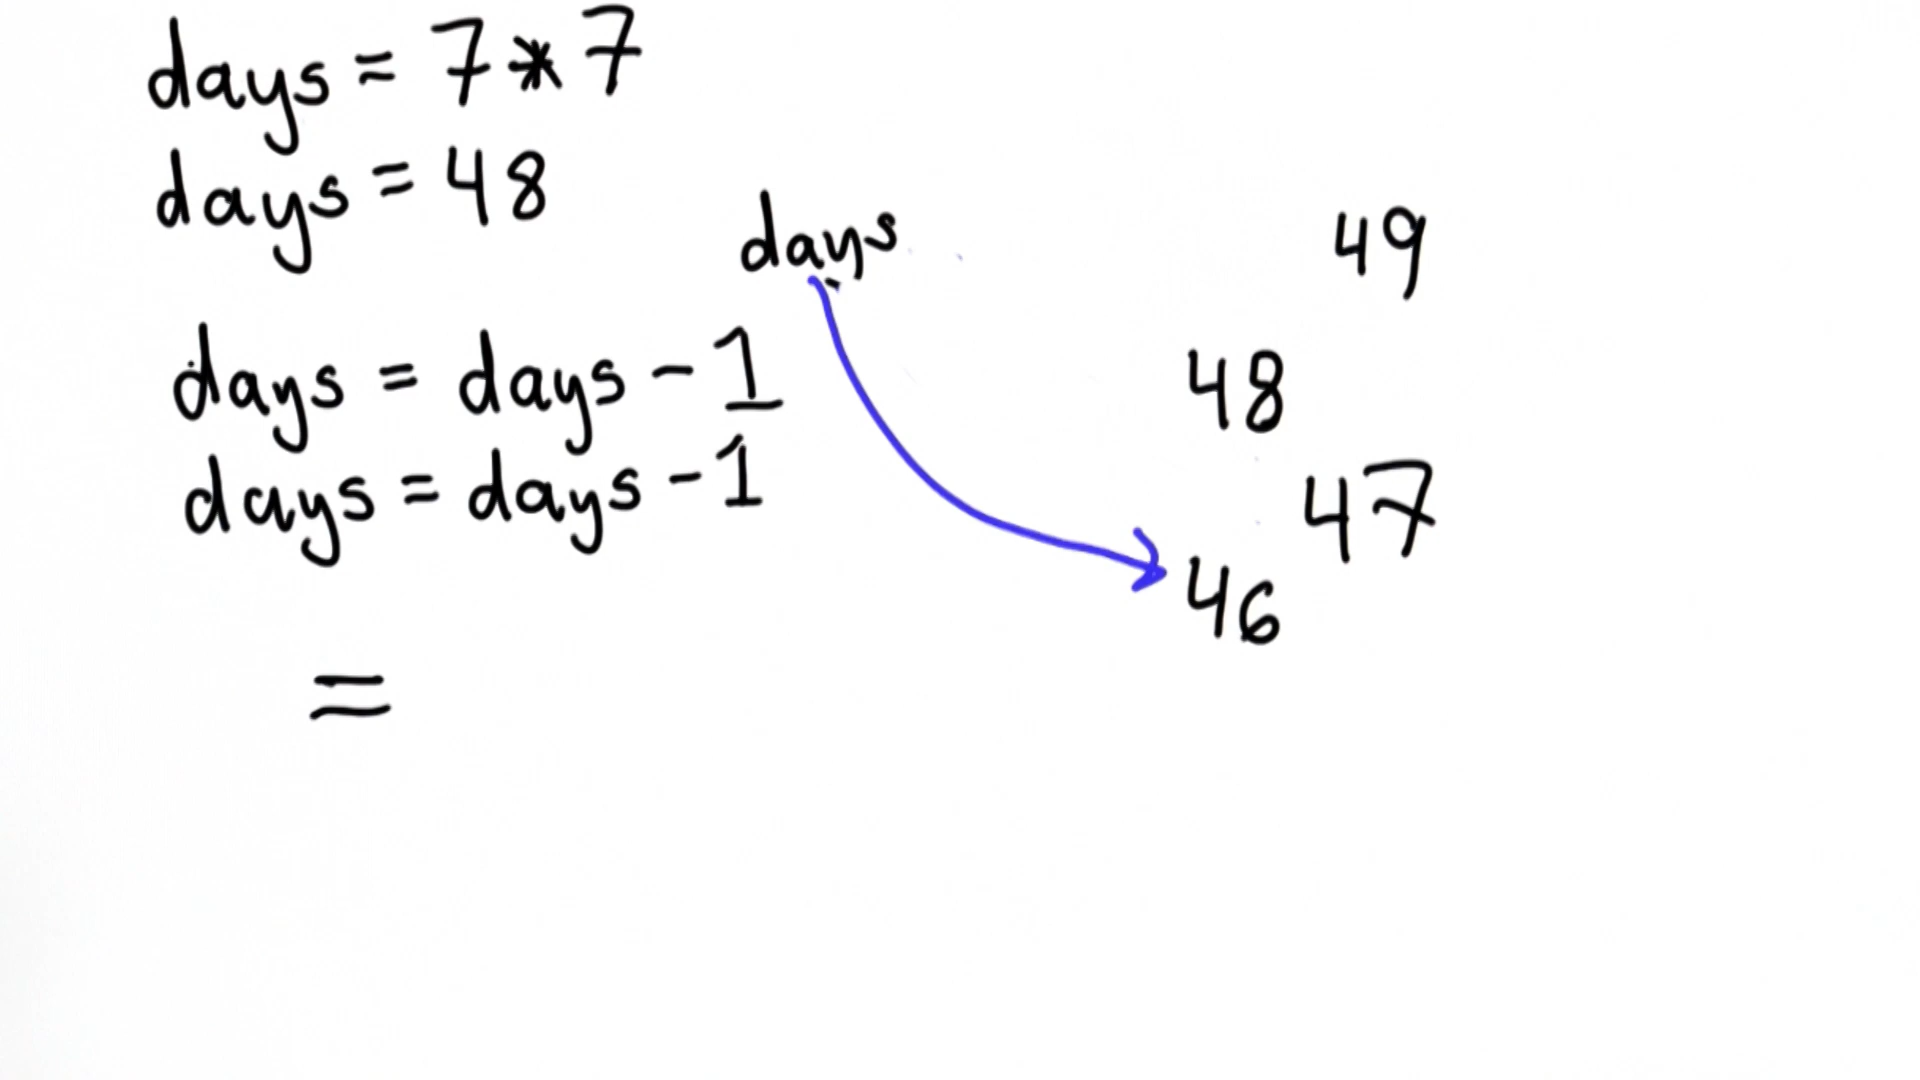 days = 7 * 7
days = 48
days
49
days = days - 1
48
days = days - 1
47
46
=